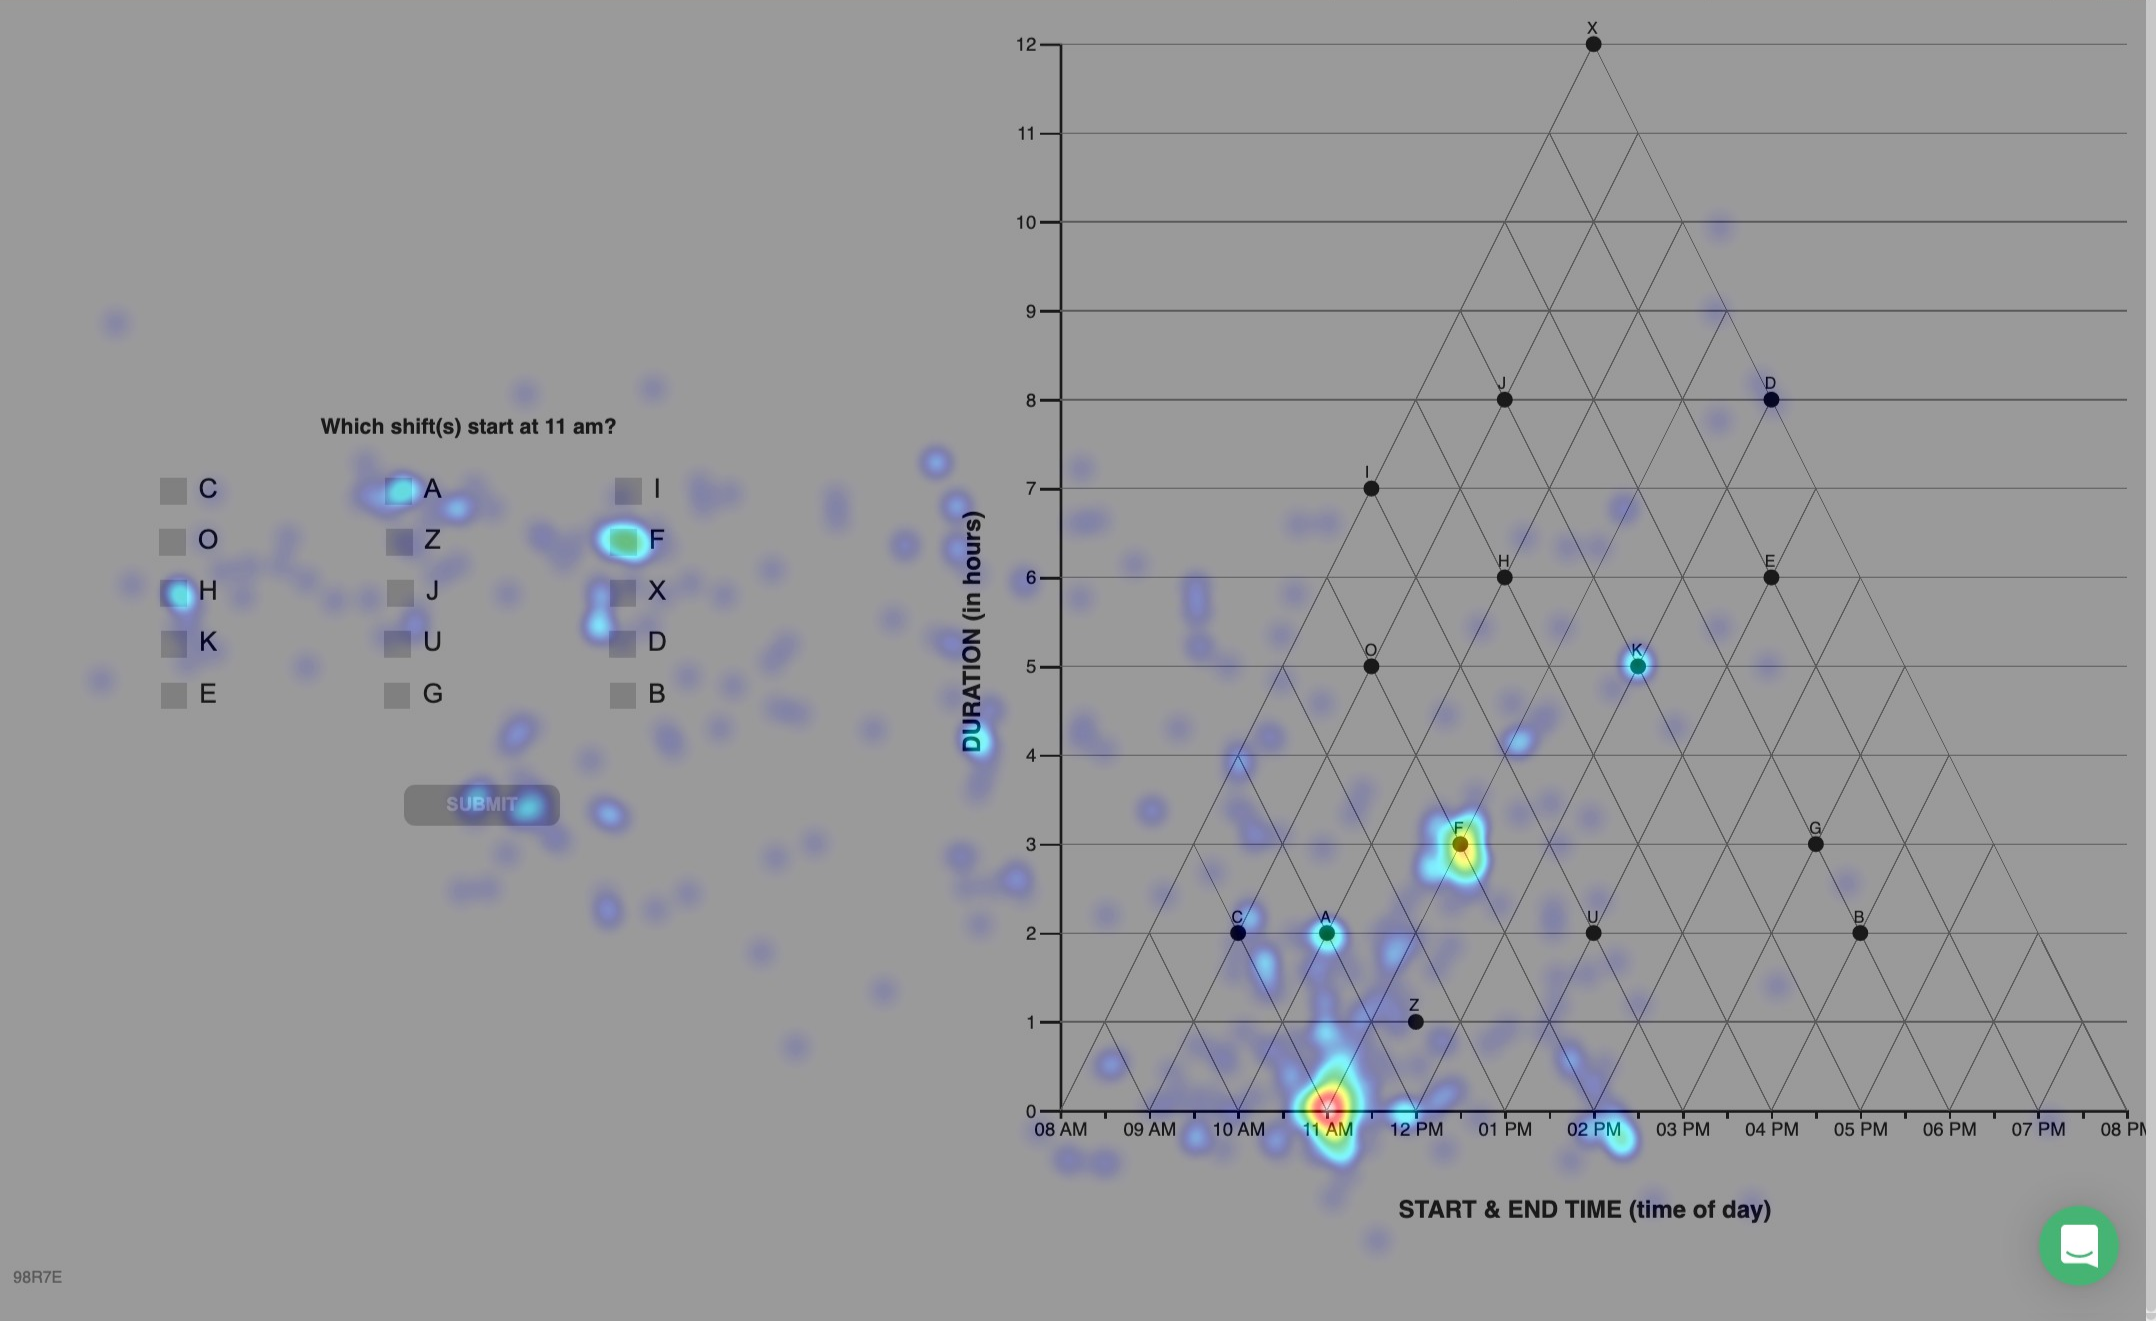 Which shift(s) start at 11 am?
C A I
O Z F
H J X
K U D
E G B
SUBMIT
DURATION (in hours)
12
11
10
9
8
7
6
5
4
3
2
1
0
X
J D
I
H E
O K
F G
C A U B
Z
08 AM 09 AM 10 AM 11 AM 12 PM 01 PM 02 PM 03 PM 04 PM 05 PM 06 PM 07 PM 08 PM
START & END TIME (time of day)
98R7E